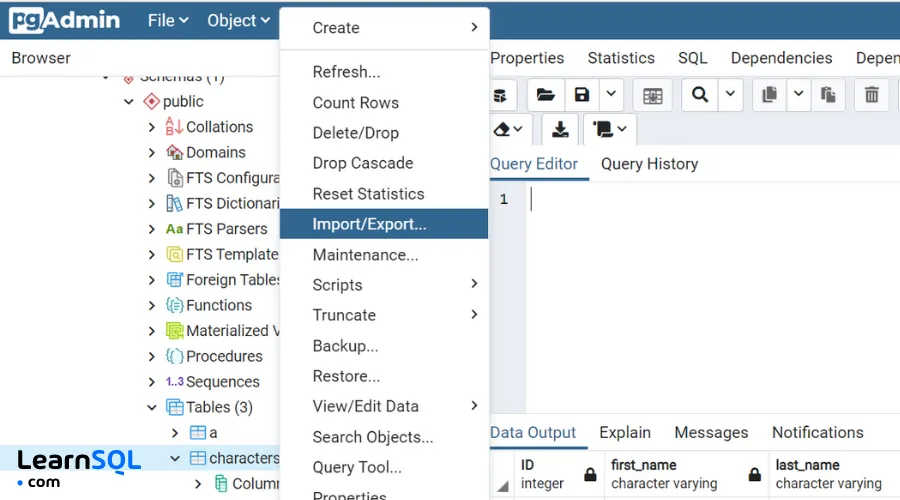 pgAdmin File Object
Browser
Schemas (1)
public
Collations
Domains
FTS Configura
FTS Dictionari
Aa FTS Parsers
FTS Template
Foreign Tables
Functions
Materialized V
Procedures
1..3 Sequences
Tables (3)
a
characters
Column
LearnSQL
.com
Create
Refresh...
Count Rows
Delete/Drop
Drop Cascade
Reset Statistics
Import/Export...
Maintenance...
Scripts
Truncate
Backup...
Restore...
View/Edit Data
Search Objects...
Query Tool...
Properties
Properties Statistics SQL Dependencies Depen
Query Editor Query History
1
Data Output Explain Messages Notifications
ID first_name last_name
integer character varying character varying